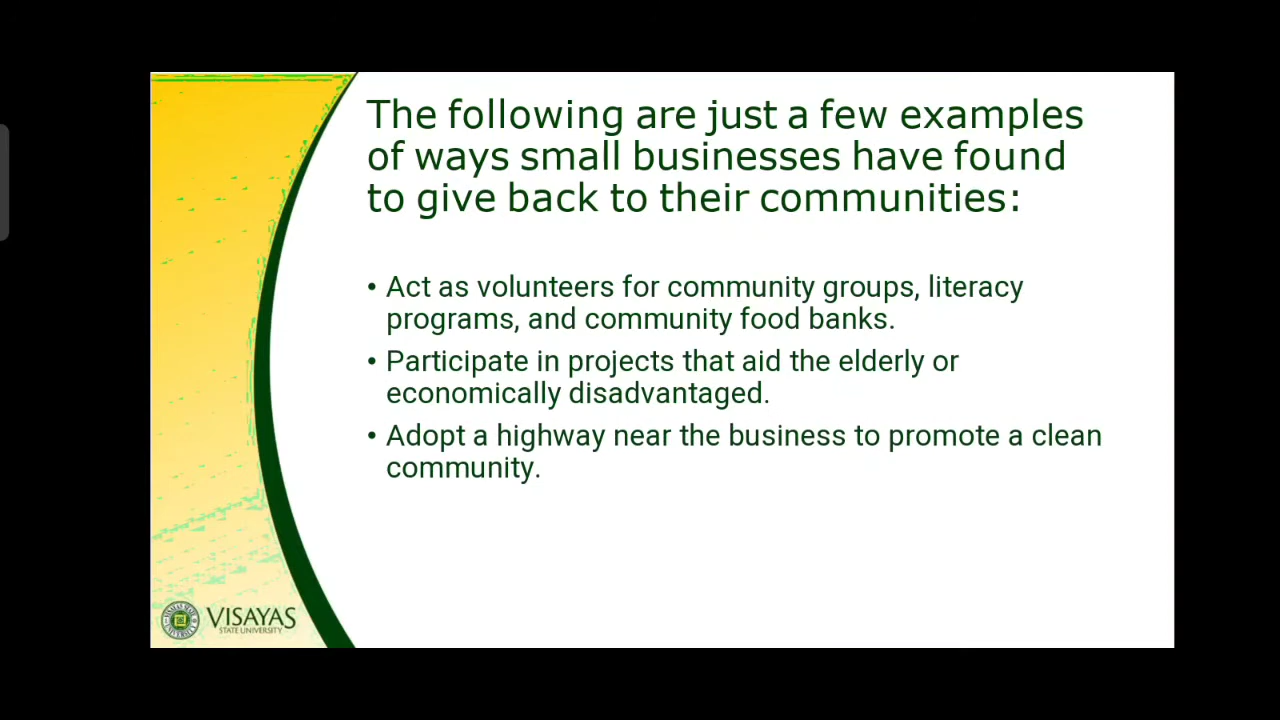 The following are just a few examples
of ways small businesses have found
to give back to their communities:
• Act as volunteers for community groups, literacy
programs, and community food banks.
• Participate in projects that aid the elderly or
economically disadvantaged.
• Adopt a highway near the business to promote a clean
community.
VISAYAS
STATE UNIVERSITY